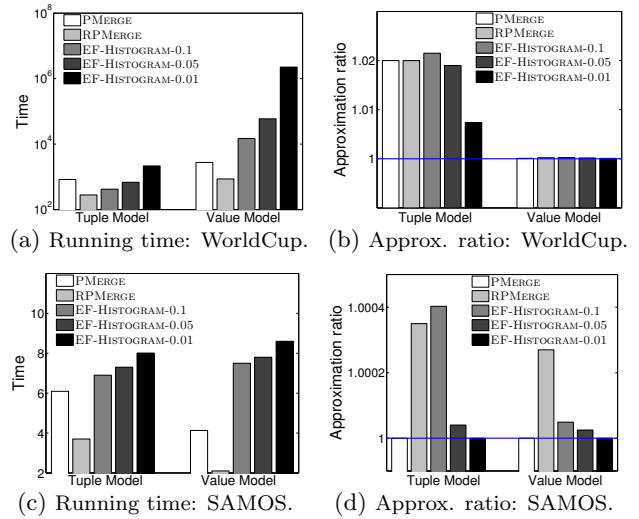 10^8
10^6
10^4
10^2
Time
PMERGE
RPMERGE
EF-HISTOGRAM-0.1
EF-HISTOGRAM-0.05
EF-HISTOGRAM-0.01
Tuple Model Value Model
(a) Running time: WorldCup.
1.02
1.01
1
Approximation ratio
PMERGE
RPMERGE
EF-HISTOGRAM-0.1
EF-HISTOGRAM-0.05
EF-HISTOGRAM-0.01
Tuple Model Value Model
(b) Approx. ratio: WorldCup.
10
8
6
4
2
Time
PMERGE
RPMERGE
EF-HISTOGRAM-0.1
EF-HISTOGRAM-0.05
EF-HISTOGRAM-0.01
Tuple Model Value Model
(c) Running time: SAMOS.
1.0004
1.0002
1
Approximation ratio
PMERGE
RPMERGE
EF-HISTOGRAM-0.1
EF-HISTOGRAM-0.05
EF-HISTOGRAM-0.01
Tuple Model Value Model
(d) Approx. ratio: SAMOS.